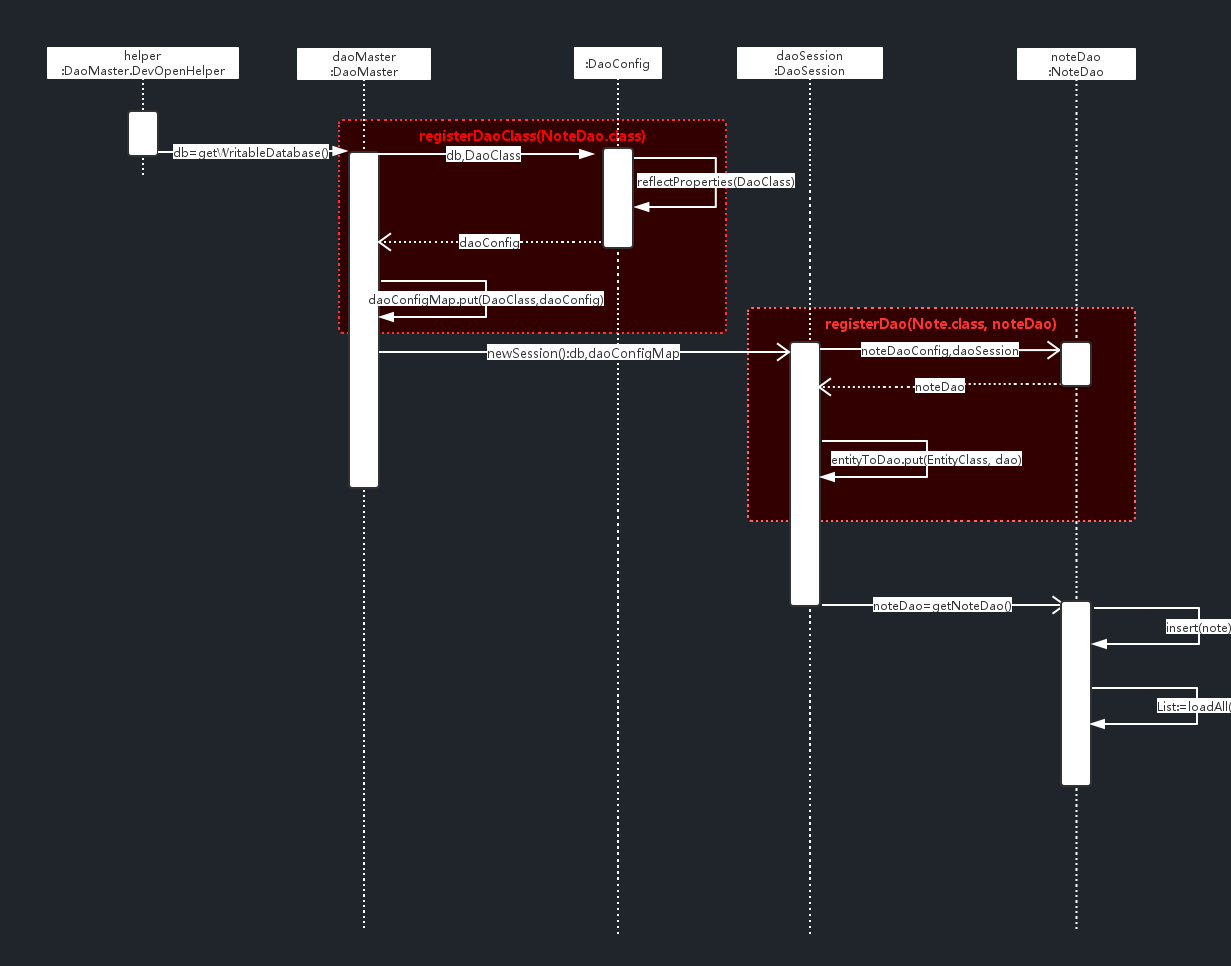 helper
:DaoMaster.DevOpenHelper
daoMaster
:DaoMaster
:DaoConfig
daoSession
:DaoSession
noteDao
:NoteDao
registerDaoClass(NoteDao.class)
db=getWritableDatabase()
db,DaoClass
reflectProperties(DaoClass)
daoConfig
daoConfigMap.put(DaoClass,daoConfig)
registerDao(Note.class, noteDao)
newSession():db,daoConfigMap
noteDaoConfig,daoSession
noteDao
entityToDao.put(EntityClass, dao)
noteDao=getNoteDao()
insert(note)
List:=loadAll(